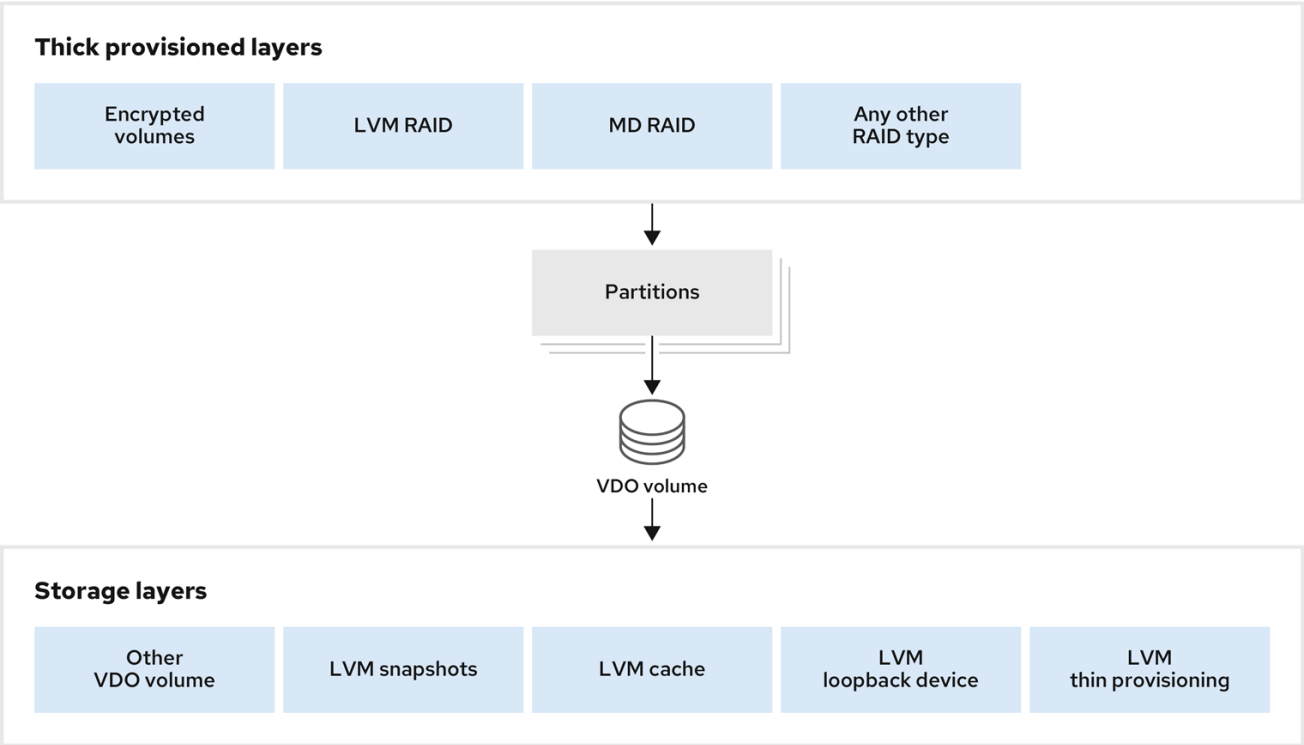 Thick provisioned layers
Encrypted
volumes
LVM RAID
MD RAID
Any other
RAID type
Partitions
VDO volume
Storage layers
Other
VDO volume
LVM snapshots
LVM cache
LVM
loopback device
LVM
thin provisioning